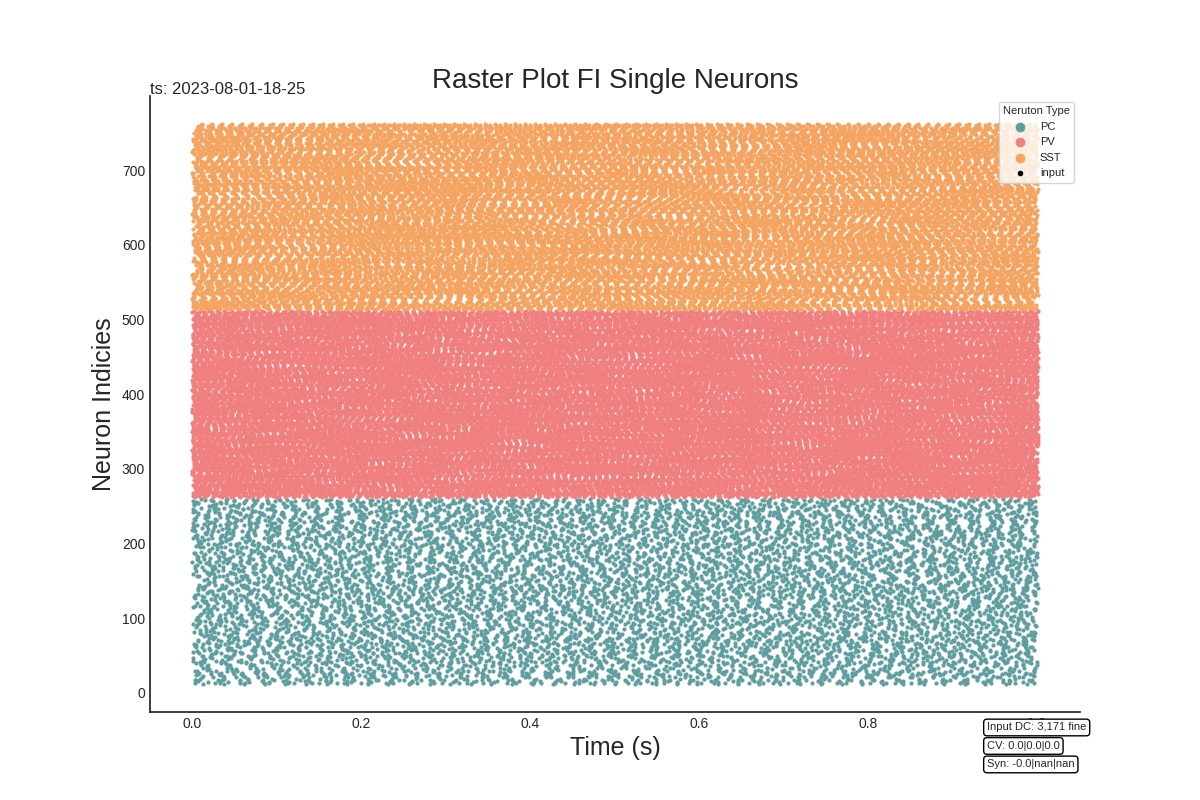 Raster Plot FI Single Neurons
ts: 2023-08-01-18-25
Neruton Type
PC
PV
SST
input
Neuron Indicies
700
600
500
400
300
200
100
0
0.0 0.2 0.4 0.6 0.8
Time (s)
Input DC: 3,171 fine
CV: 0.0|0.0|0.0
Syn: -0.0|nan|nan